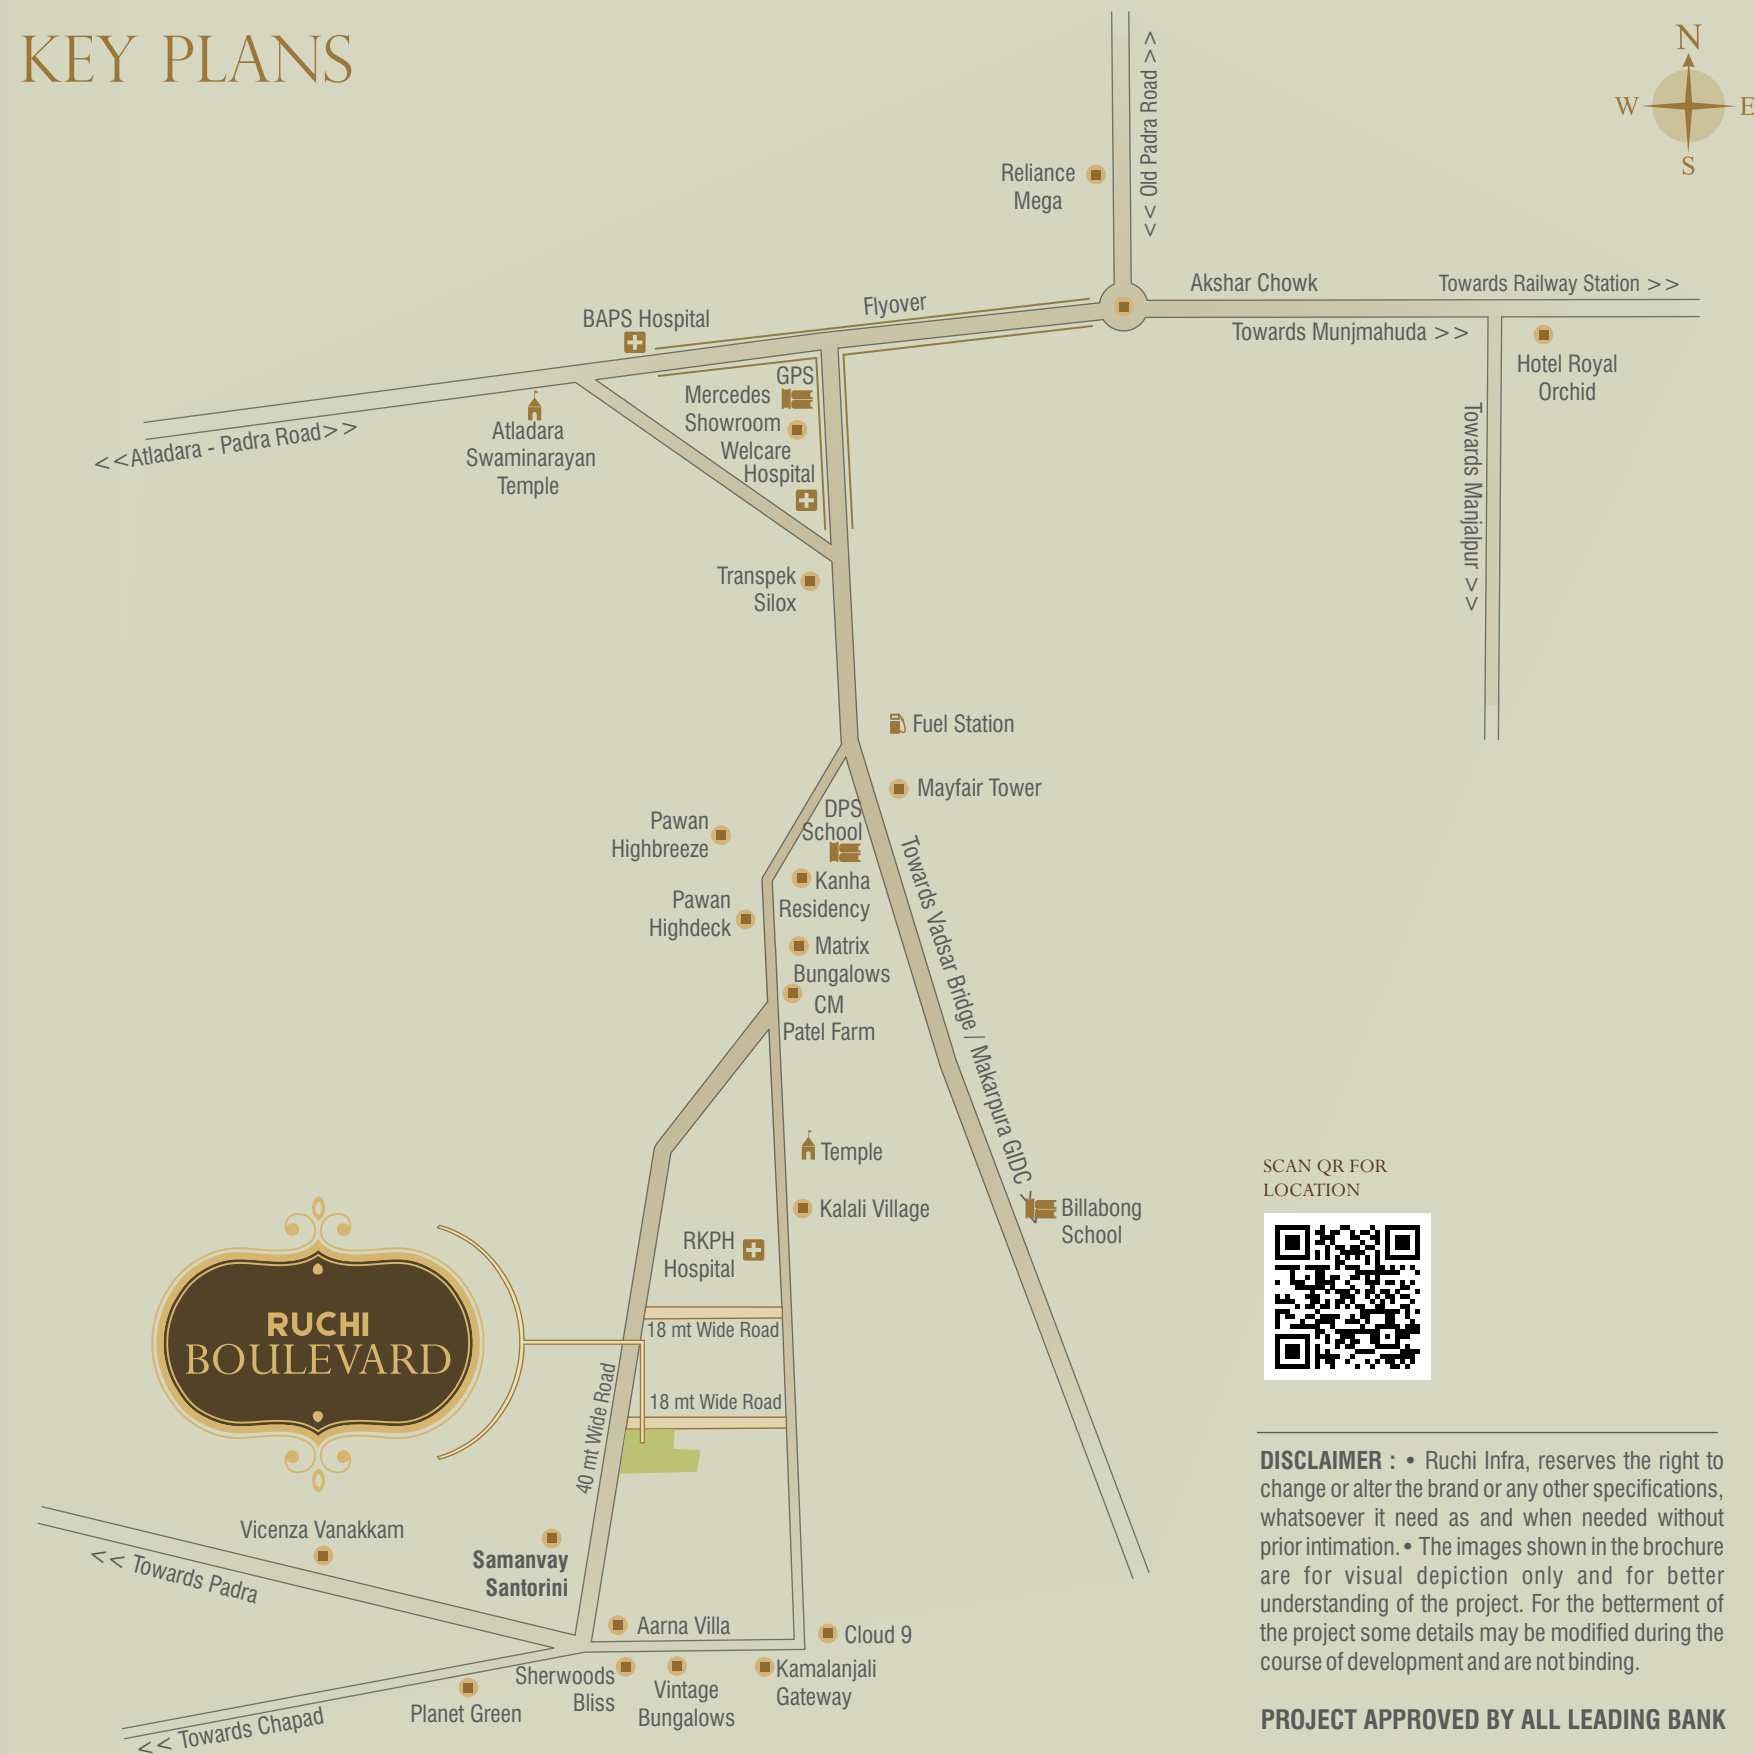 KEY PLANS
N
W
E
S
<< Old Padra Road >>
Reliance
Mega
Akshar Chowk
Towards Railway Station >>
Flyover
BAPS Hospital
Towards Munjmahuda >>
Hotel Royal
Orchid
GPS
Mercedes
Showroom
Welcare
Hospital
<<Atladara - Padra Road>>
Atladara
Swaminarayan
Temple
Towards Manjalpur >>
Transpek
Silox
Fuel Station
Mayfair Tower
DPS
School
Pawan
Highbreeze
Kanha
Residency
Pawan
Highdeck
Matrix
Bungalows
CM
Patel Farm
Towards Vadsar Bridge / Makarpura GIDC >
Temple
Kalali Village
Billabong
School
RKPH
Hospital
SCAN QR FOR
LOCATION
RUCHI
BOULEVARD
18 mt Wide Road
18 mt Wide Road
40 mt Wide Road
Vicenza Vanakkam
<< Towards Padra
Samanvay
Santorini
Aarna Villa
Cloud 9
Sherwoods
Bliss
Vintage
Bungalows
Kamalanjali
Gateway
Planet Green
<< Towards Chapad
DISCLAIMER : • Ruchi Infra, reserves the right to
change or alter the brand or any other specifications,
whatsoever it need as and when needed without
prior intimation. • The images shown in the brochure
are for visual depiction only and for better
understanding of the project. For the betterment of
the project some details may be modified during the
course of development and are not binding.
PROJECT APPROVED BY ALL LEADING BANK